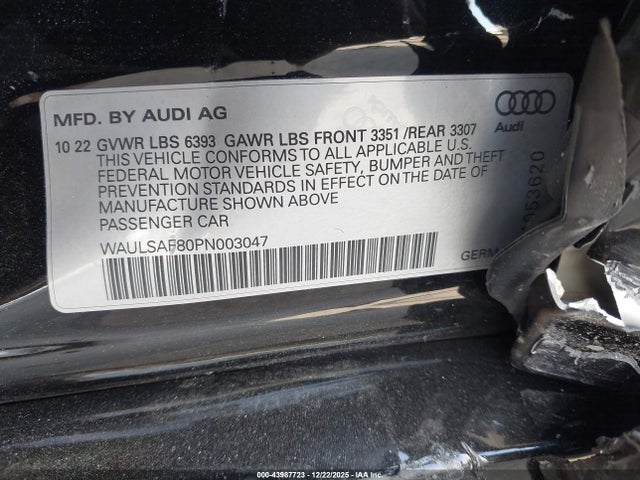 MFD. BY AUDI AG
10 22 GVWR LBS 6393 GAWR LBS FRONT 3351 /REAR 3307
THIS VEHICLE CONFORMS TO ALL APPLICABLE U.S.
FEDERAL MOTOR VEHICLE SAFETY, BUMPER AND THEFT
PREVENTION STANDARDS IN EFFECT ON THE DATE OF
MANUFACTURE SHOWN ABOVE
PASSENGER CAR
WAULSAF80PN003047
GERM
Audi
53620
000-43987723 - 12/22/2025 - IAA Inc.